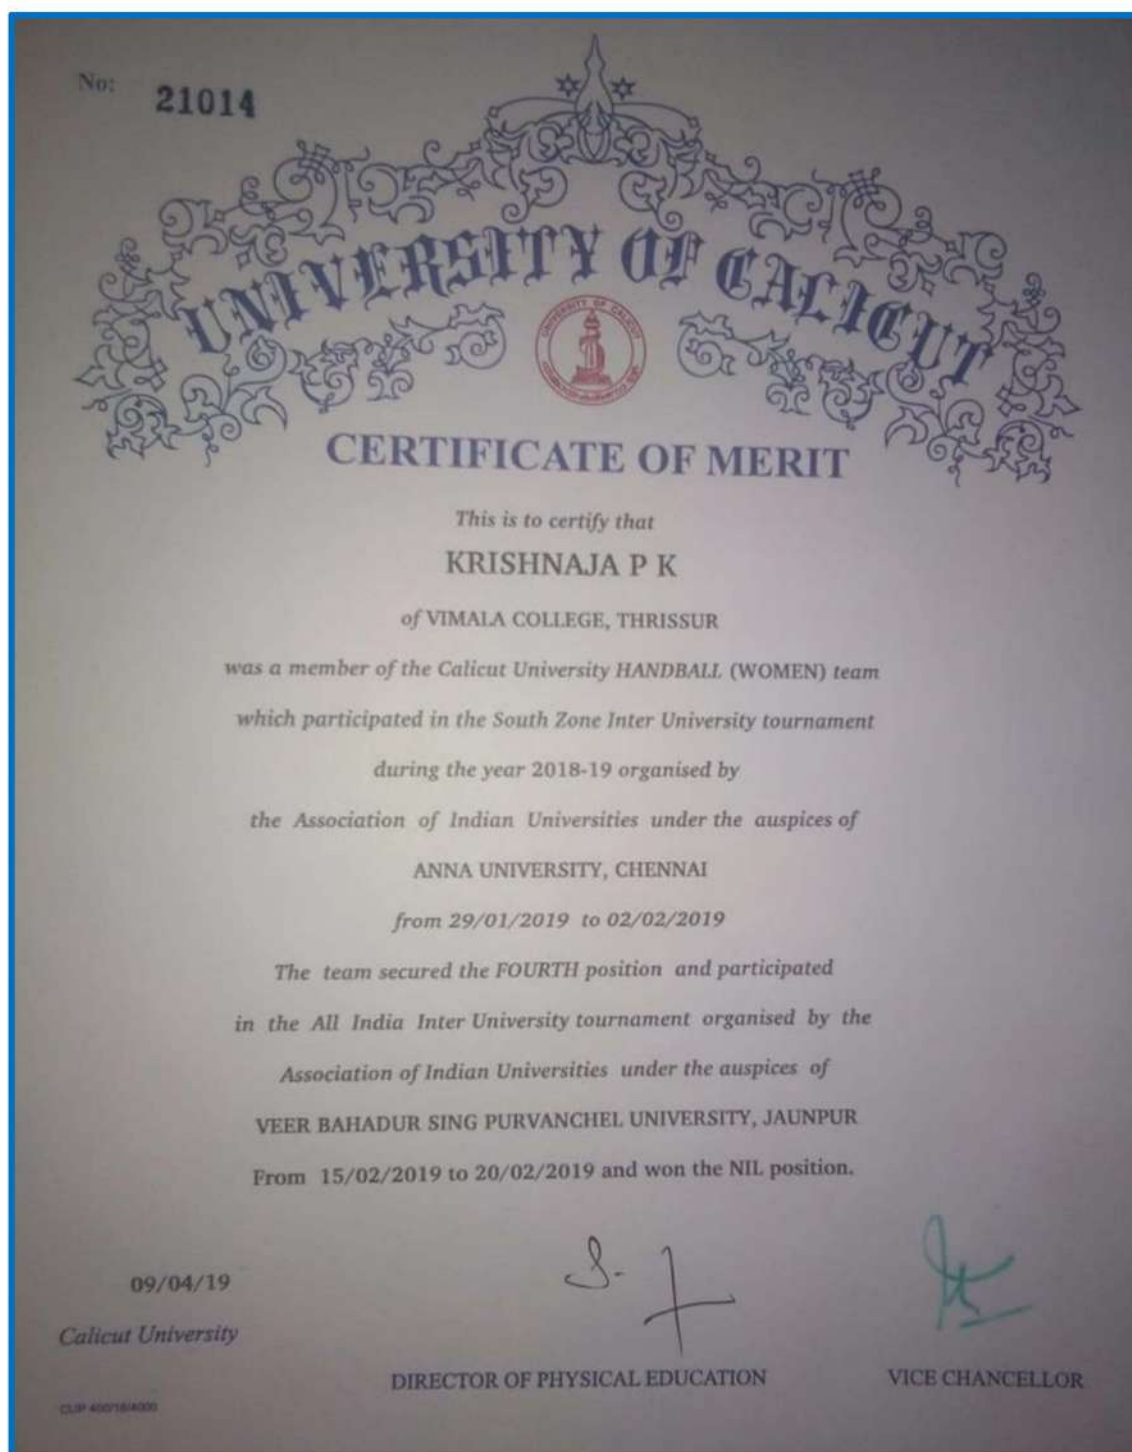 No: 21014
UNIVERSITY OF CALICUT
UNIVERSITY OF CALICUT
CERTIFICATE OF MERIT
This is to certify that
KRISHNAJA P K
of VIMALA COLLEGE, THRISSUR
was a member of the Calicut University HANDBALL (WOMEN) team
which participated in the South Zone Inter University tournament
during the year 2018-19 organised by
the Association of Indian Universities under the auspices of
ANNA UNIVERSITY, CHENNAI
from 29/01/2019 to 02/02/2019
The team secured the FOURTH position and participated
in the All India Inter University tournament organised by the
Association of Indian Universities under the auspices of
VEER BAHADUR SING PURVANCHEL UNIVERSITY, JAUNPUR
From 15/02/2019 to 20/02/2019 and won the NIL position.
09/04/19
Calicut University
DIRECTOR OF PHYSICAL EDUCATION
VICE CHANCELLOR